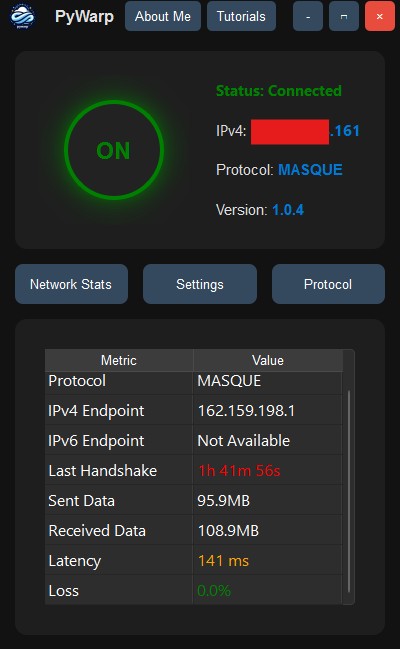 PyWarp About Me Tutorials - □ ×
Status: Connected
ON
IPv4: .161
Protocol: MASQUE
Version: 1.0.4
Network Stats Settings Protocol
Metric Value
Protocol MASQUE
IPv4 Endpoint 162.159.198.1
IPv6 Endpoint Not Available
Last Handshake 1h 41m 56s
Sent Data 95.9MB
Received Data 108.9MB
Latency 141 ms
Loss 0.0%